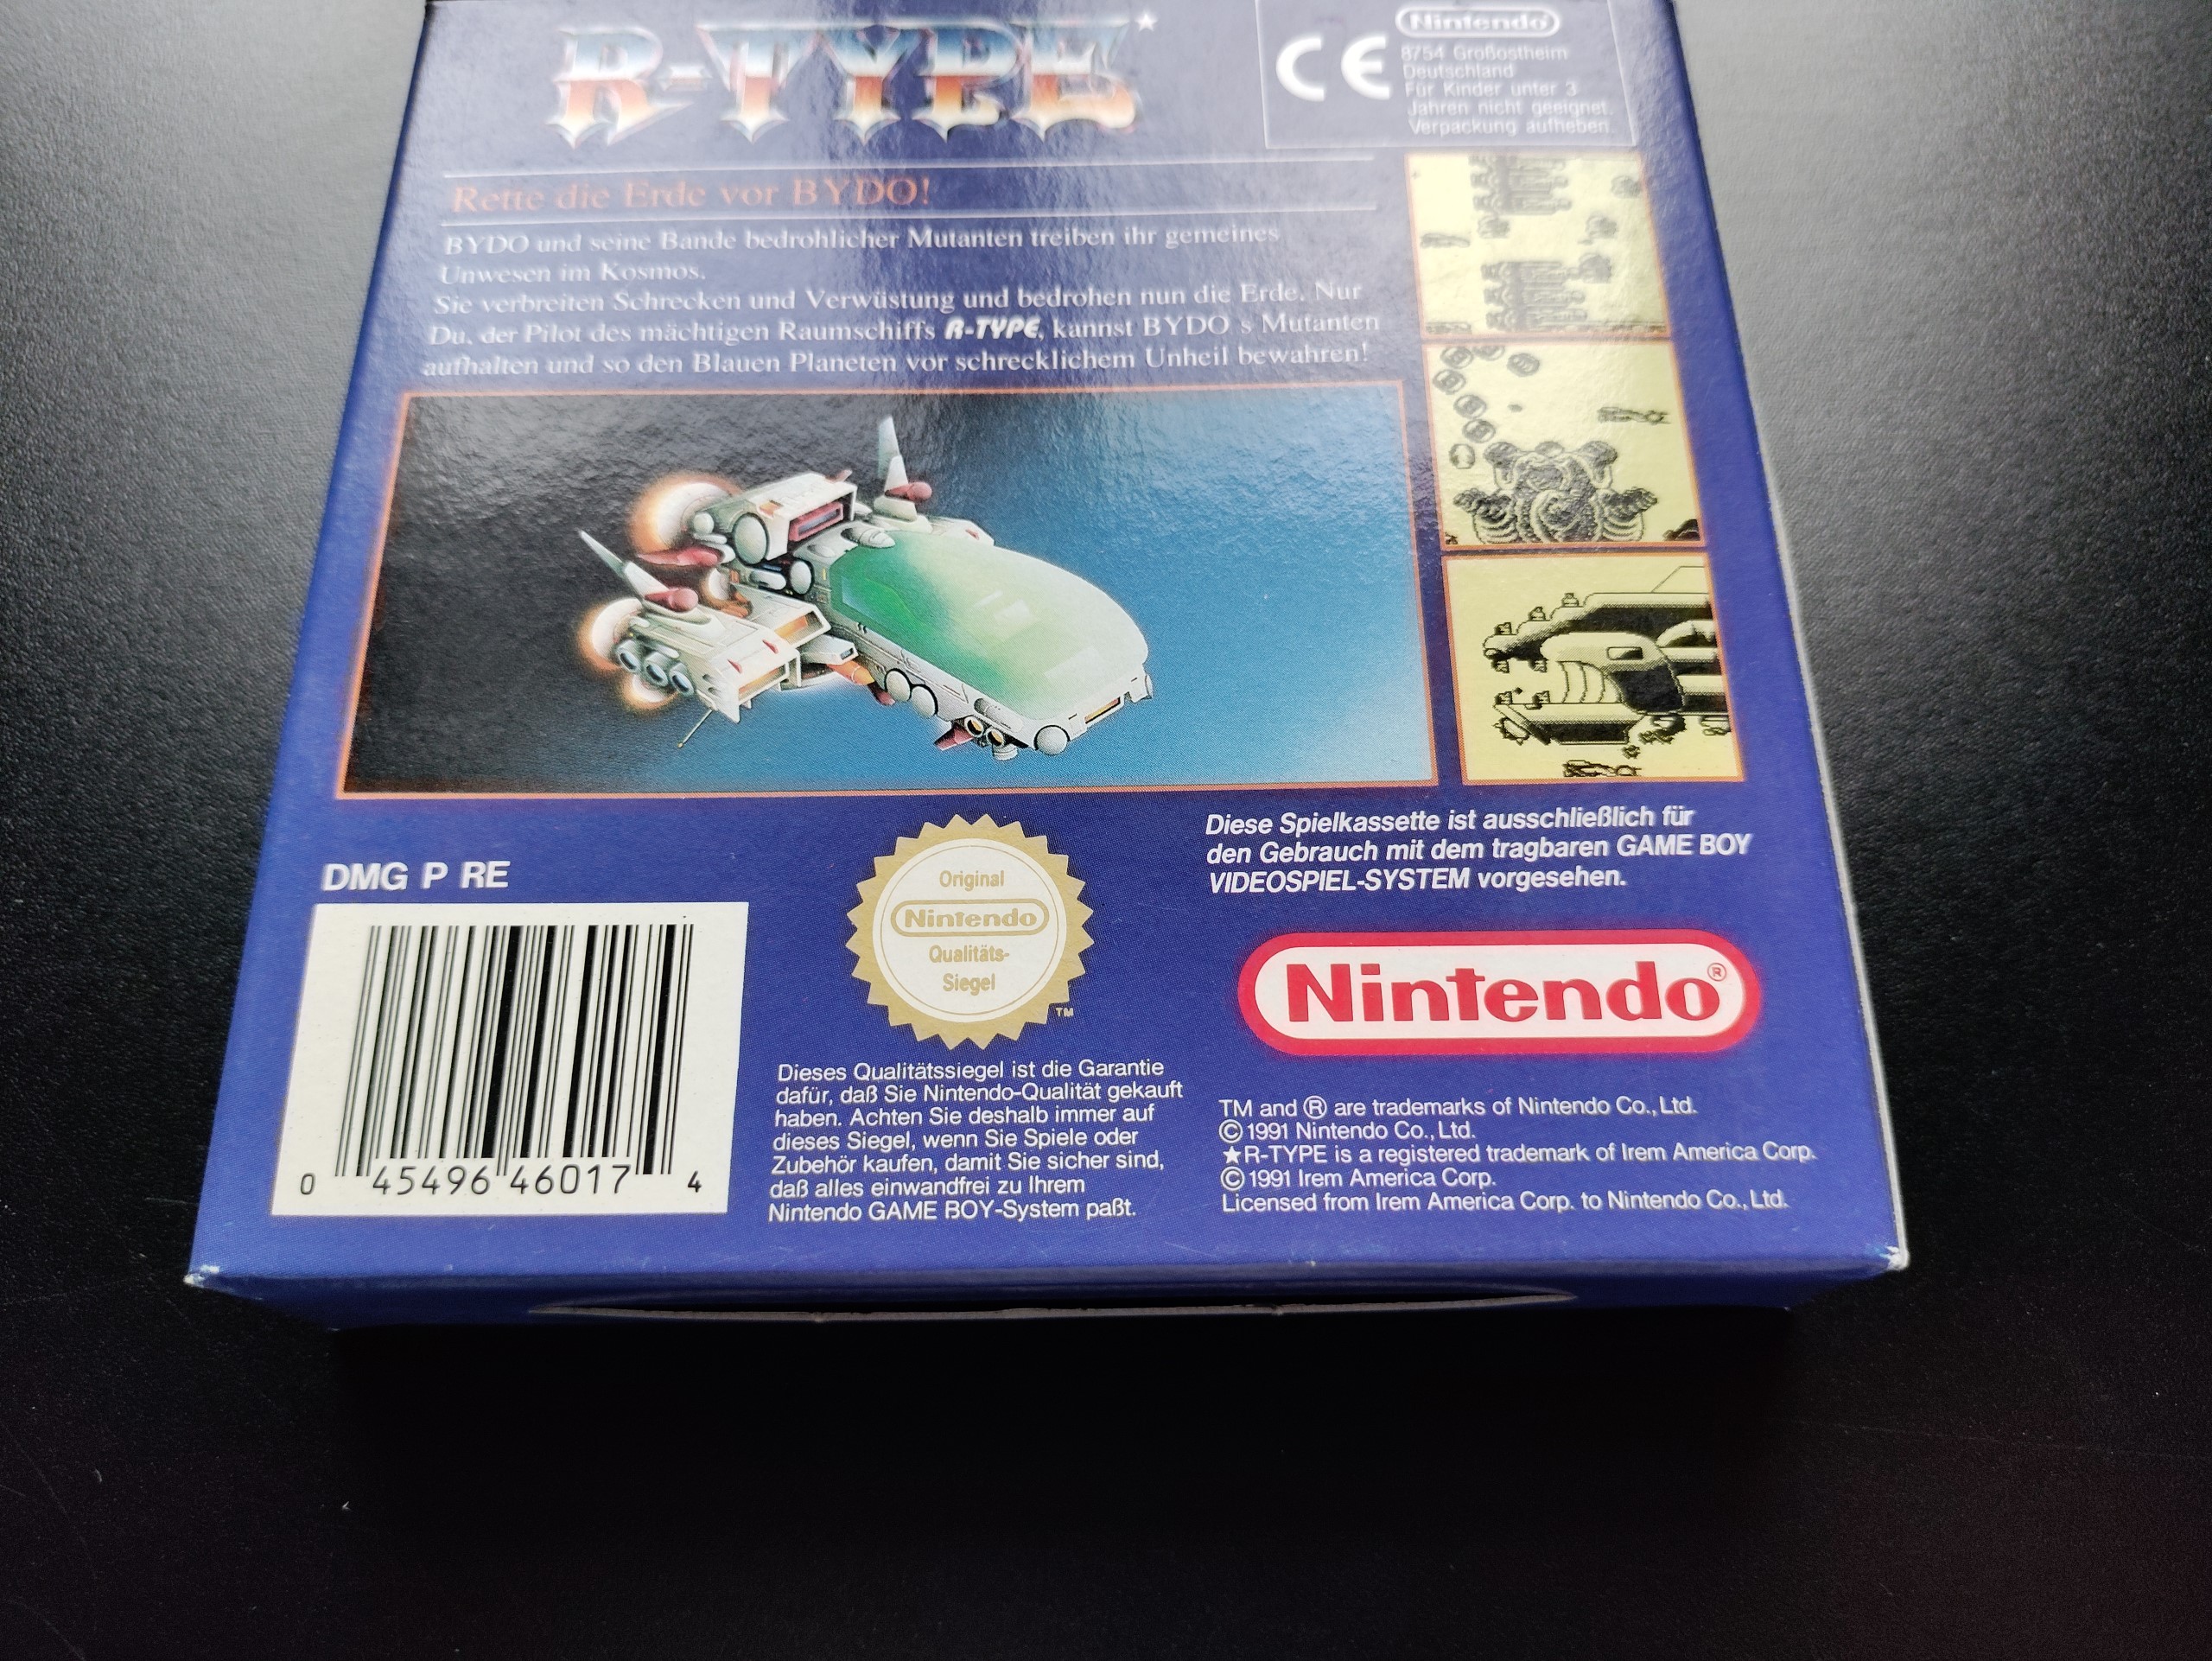 R-TYPE★
Nintendo
CE
8754 Großostheim
Deutschland
Für Kinder unter 3
Jahren nicht geeignet.
Verpackung aufheben.
Rette die Erde vor BYDO!
BYDO und seine Bande bedrohlicher Mutanten treiben ihr gemeines
Unwesen im Kosmos.
Sie verbreiten Schrecken und Verwüstung und bedrohen nun die Erde. Nur
Du, der Pilot des mächtigen Raumschiffs R-TYPE, kannst BYDO s Mutanten
aufhalten und so den Blauen Planeten vor schrecklichem Unheil bewahren!
Diese Spielkassette ist ausschließlich für
den Gebrauch mit dem tragbaren GAME BOY
VIDEOSPIEL-SYSTEM vorgesehen.
DMG P RE
0 45496 46017 4
Original
Nintendo
Qualitäts-
Siegel
TM
Dieses Qualitätssiegel ist die Garantie
dafür, daß Sie Nintendo-Qualität gekauft
haben. Achten Sie deshalb immer auf
dieses Siegel, wenn Sie Spiele oder
Zubehör kaufen, damit Sie sicher sind,
daß alles einwandfrei zu Ihrem
Nintendo GAME BOY-System paßt.
Nintendo®
TM and ® are trademarks of Nintendo Co., Ltd.
© 1991 Nintendo Co., Ltd.
★R-TYPE is a registered trademark of Irem America Corp.
© 1991 Irem America Corp.
Licensed from Irem America Corp. to Nintendo Co., Ltd.